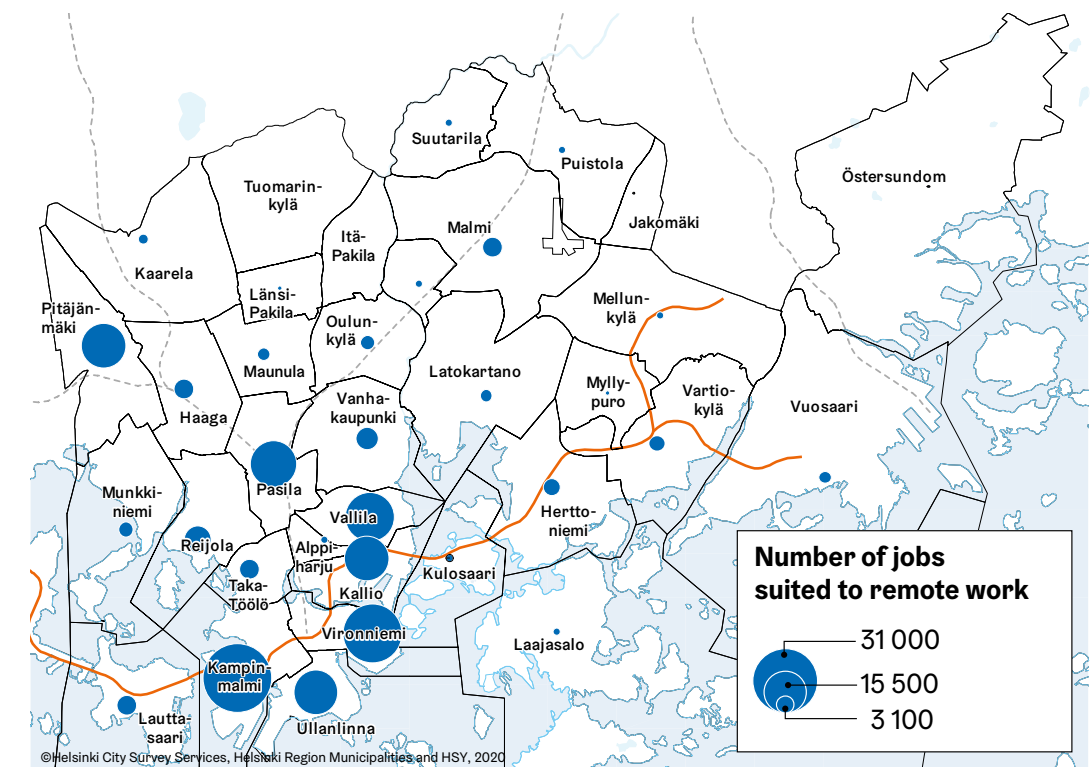 Suutarila
Puistola
Östersundom
Tuomarin-
kylä
Jakomäki
Malmi
Itä-
Pakila
Kaarela
Länsi-
Pakila
Mellun-
kylä
Pitäjän-
mäki
Oulun-
kylä
Maunula
Latokartano
Mylly-
puro
Vartio-
kylä
Vanha-
kaupunki
Vuosaari
Haaga
Pasila
Munkki-
niemi
Vallila
Hertto-
niemi
Reijola
Alppi-
harju
Kulosaari
Taka-
Töölö
Kallio
Vironniemi
Laajasalo
Kampin-
malmi
Lautta-
saari
Ullanlinna
Number of jobs
suited to remote work
31 000
15 500
3 100
©Helsinki City Survey Services, Helsinki Region Municipalities and HSY, 2020